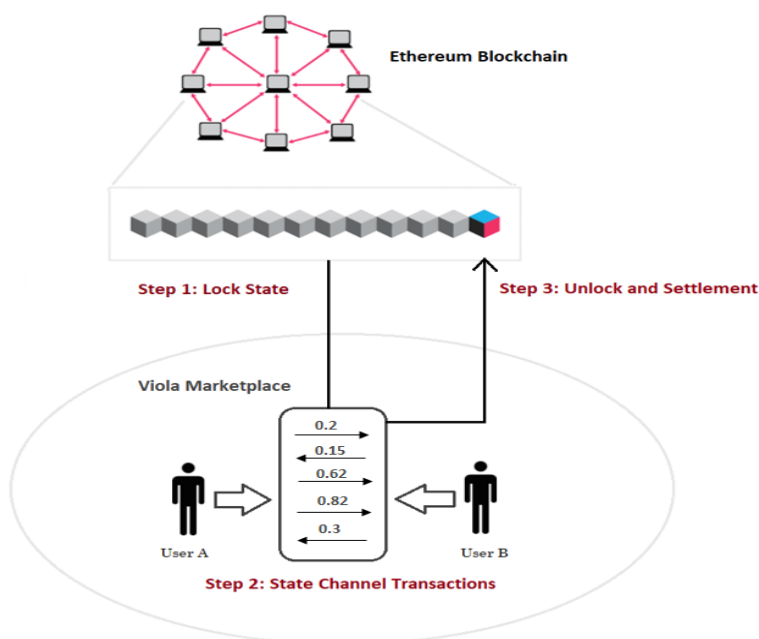 Ethereum Blockchain
Step 1: Lock State
Step 3: Unlock and Settlement
Viola Marketplace
0.2
0.15
0.62
0.82
0.3
User A
User B
Step 2: State Channel Transactions